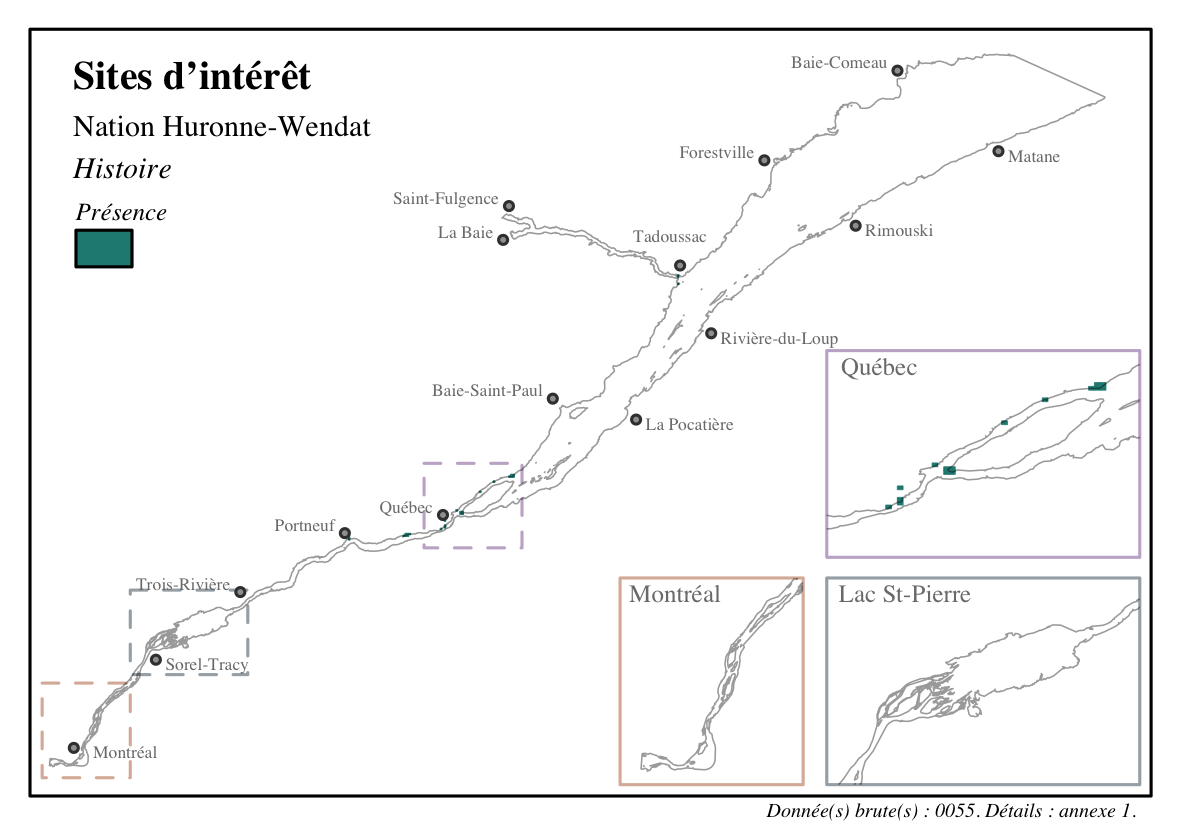 Sites d’intérêt
Nation Huronne-Wendat
Histoire
Présence
Baie-Comeau
Forestville
Matane
Saint-Fulgence
La Baie
Tadoussac
Rimouski
Rivière-du-Loup
Baie-Saint-Paul
La Pocatière
Québec
Québec
Portneuf
Trois-Rivière
Sorel-Tracy
Montréal
Montréal
Lac St-Pierre
Donnée(s) brute(s) : 0055. Détails : annexe 1.